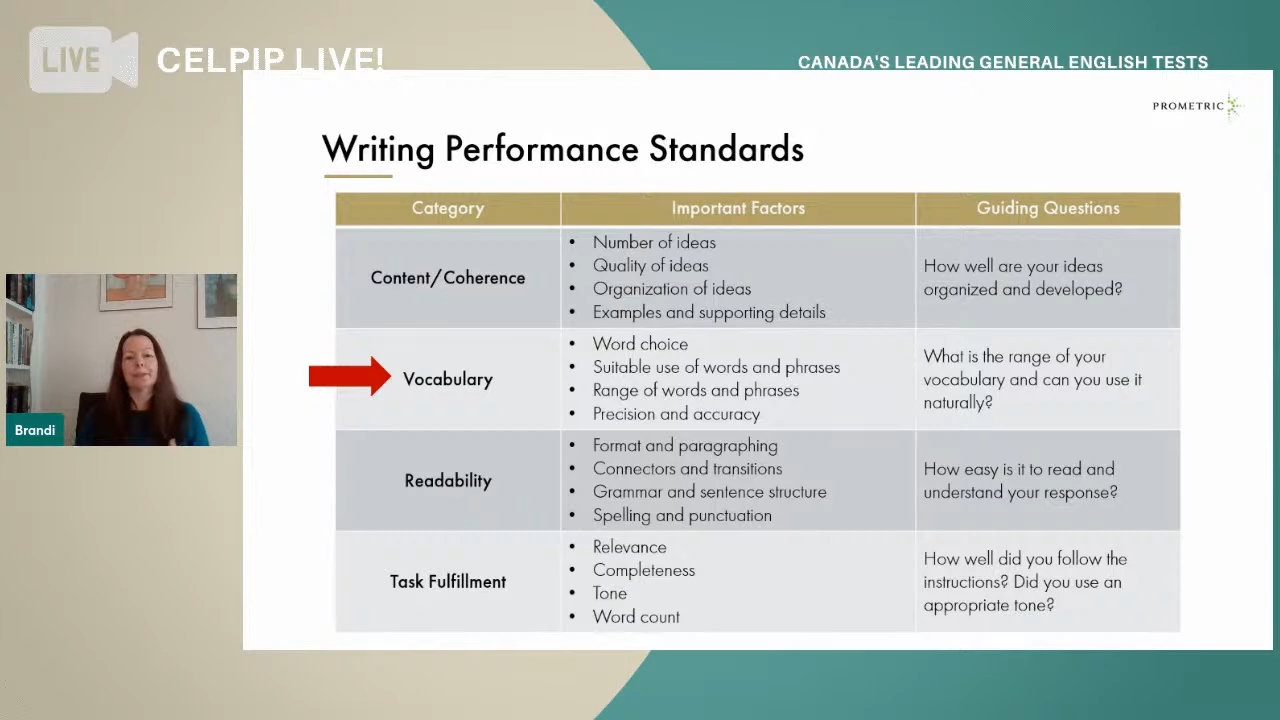 LIVE
CELPIP LIVE!
CANADA'S LEADING GENERAL ENGLISH TESTS
PROMETRIC
Writing Performance Standards
Category
Important Factors
Guiding Questions
Content/Coherence
• Number of ideas
• Quality of ideas
• Organization of ideas
• Examples and supporting details
How well are your ideas
organized and developed?
Vocabulary
• Word choice
• Suitable use of words and phrases
• Range of words and phrases
• Precision and accuracy
What is the range of your
vocabulary and can you use it
naturally?
Readability
• Format and paragraphing
• Connectors and transitions
• Grammar and sentence structure
• Spelling and punctuation
How easy is it to read and
understand your response?
Task Fulfillment
• Relevance
• Completeness
• Tone
• Word count
How well did you follow the
instructions? Did you use an
appropriate tone?
Brandi